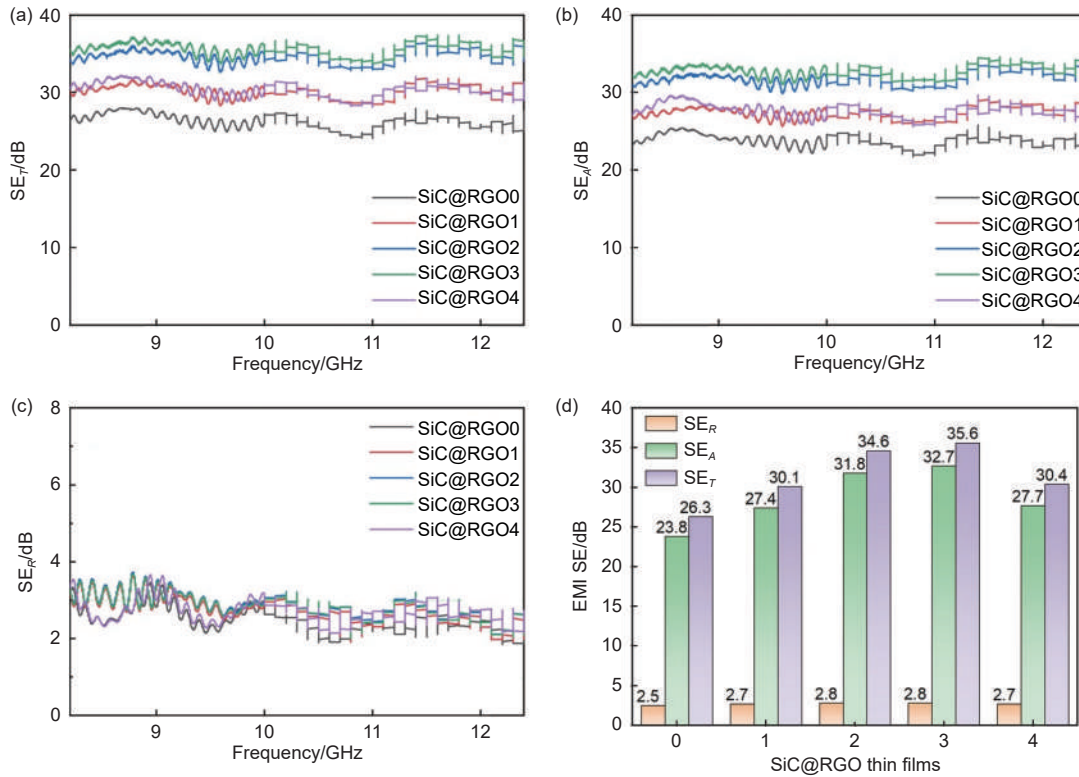 (a)
40
30
20
10
0
SE_T/dB
SiC@RGO0
SiC@RGO1
SiC@RGO2
SiC@RGO3
SiC@RGO4
9
10
11
12
Frequency/GHz
(b)
40
30
20
10
0
SE_A/dB
SiC@RGO0
SiC@RGO1
SiC@RGO2
SiC@RGO3
SiC@RGO4
9
10
11
12
Frequency/GHz
(c)
8
6
4
2
0
SE_R/dB
SiC@RGO0
SiC@RGO1
SiC@RGO2
SiC@RGO3
SiC@RGO4
9
10
11
12
Frequency/GHz
(d)
40
35
30
25
20
15
10
5
0
EMI SE/dB
SE_R
SE_A
SE_T
2.5
23.8
26.3
2.7
27.4
30.1
2.8
31.8
34.6
2.8
32.7
35.6
2.7
27.7
30.4
0
1
2
3
4
SiC@RGO thin films